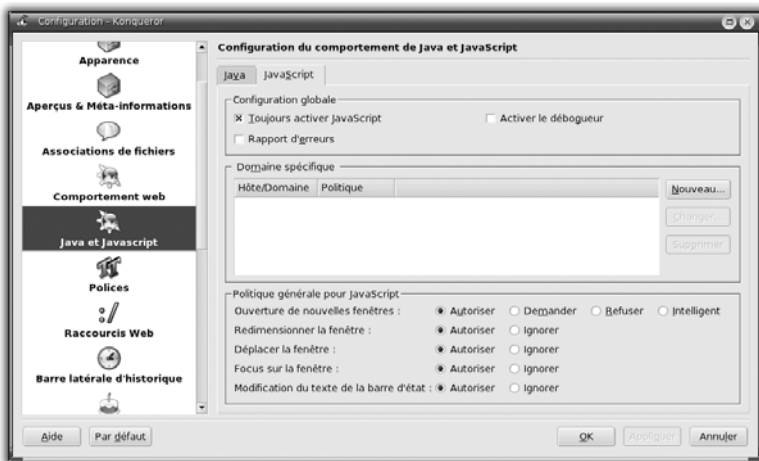 Configuration - Konqueror
Apparence
Aperçus & Méta-informations
Associations de fichiers
Comportement web
Java et Javascript
Polices
Raccourcis Web
Barre latérale d'historique
Configuration du comportement de Java et JavaScript
Java JavaScript
Configuration globale
Toujours activer JavaScript Activer le débogueur
Rapport d'erreurs
Domaine spécifique
Hôte/Domaine Politique
Nouveau...
Changer...
Supprimer
Politique générale pour JavaScript
Ouverture de nouvelles fenêtres : Autoriser Demander Refuser Intelligent
Redimensionner la fenêtre : Autoriser Ignorer
Déplacer la fenêtre : Autoriser Ignorer
Focus sur la fenêtre : Autoriser Ignorer
Modification du texte de la barre d'état : Autoriser Ignorer
Aide Par défaut OK Appliquer Annuler